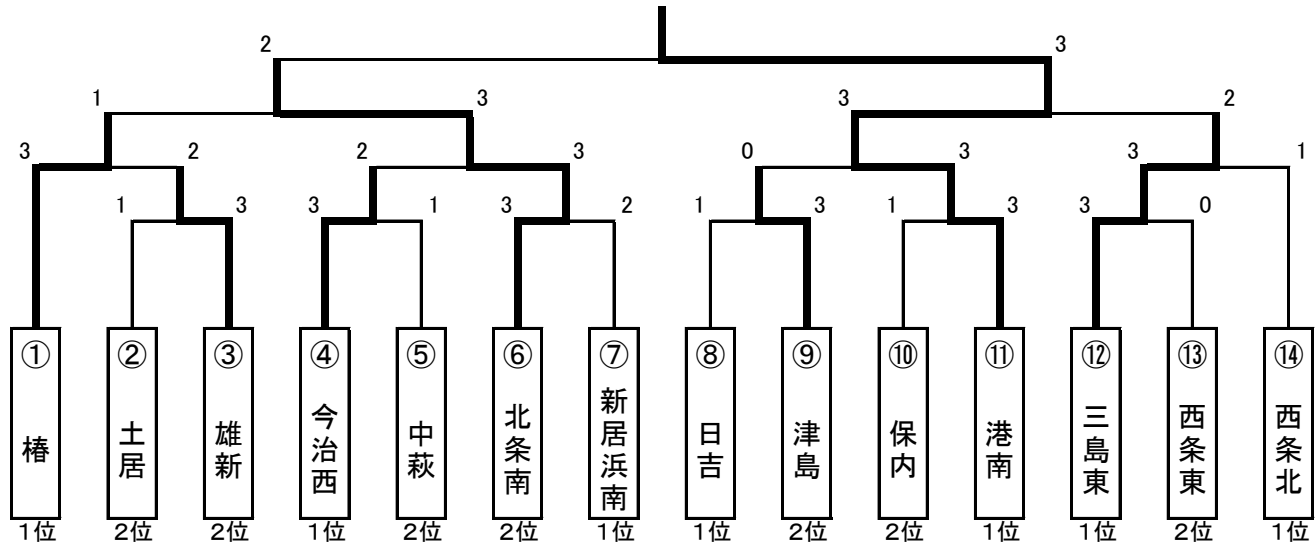 2 3
1 3 3 2
3 2 2 3 0 3 3 1
1 3 3 1 3 2 1 3 1 3 3 0
① ② ③ ④ ⑤ ⑥ ⑦ ⑧ ⑨ ⑩ ⑪ ⑫ ⑬ ⑭
椿
土居
雄新
今治西
中萩
北条南
新居浜南
日吉
津島
保内
港南
三島東
西条東
西条北
1位 2位 2位 1位 2位 2位 1位 1位 2位 2位 1位 1位 2位 1位